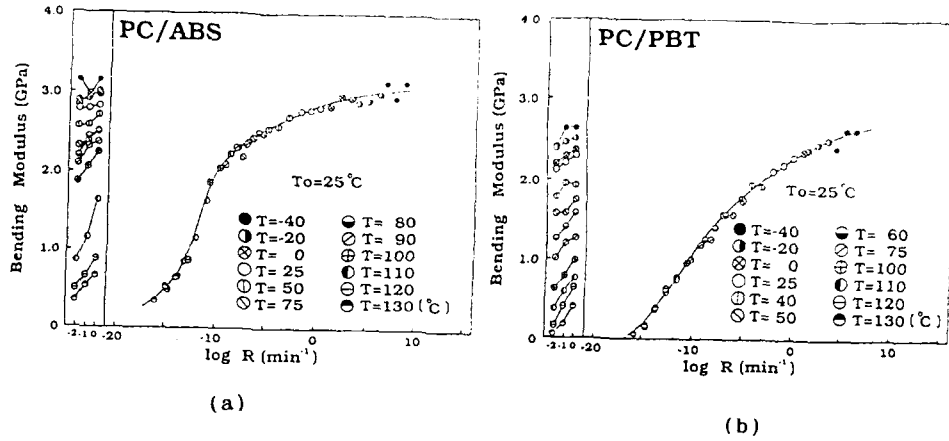 PC/ABS
4.0
3.0
2.0
1.0
0
Bending Modulus (GPa)
To=25°C
T=-40
T=-20
T= 0
T= 25
T= 50
T= 75
T= 80
T= 90
T=100
T=110
T=120
T=130(°C)
-2-1 0 -20
-10
0
10
log R (min⁻¹)
(a)
PC/PBT
4.0
3.0
2.0
1.0
0
Bending Modulus (GPa)
To=25°C
T=-40
T=-20
T= 0
T= 25
T= 40
T= 50
T= 60
T= 75
T=100
T=110
T=120
T=130(°C)
-2-1 0 -20
-10
0
10
log R (min⁻¹)
(b)